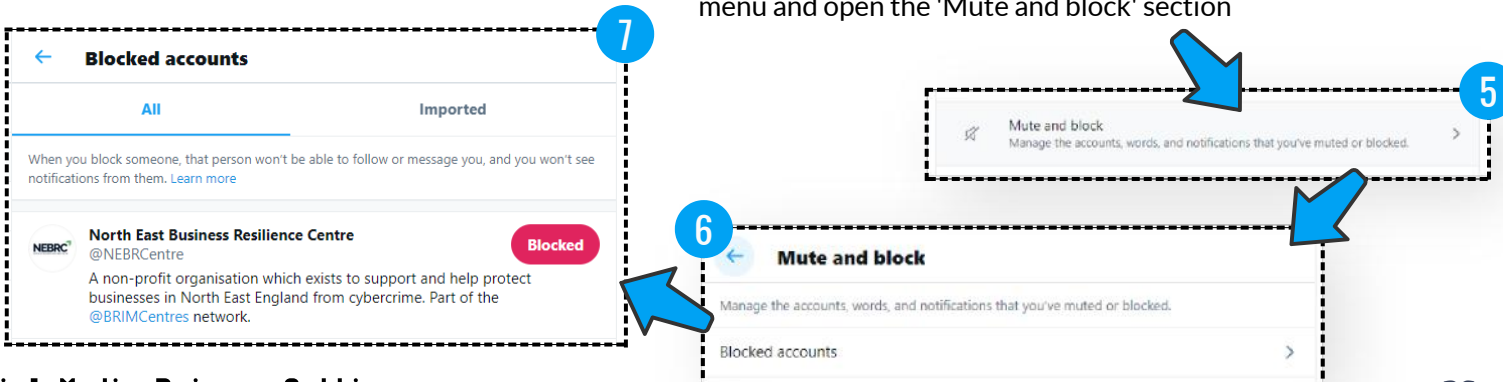 menu and open the 'Mute and block' section
5
Mute and block
Manage the accounts, words, and notifications that you've muted or blocked.
6
Mute and block
Manage the accounts, words, and notifications that you've muted or blocked.
Blocked accounts
7
Blocked accounts
All
Imported
When you block someone, that person won't be able to follow or message you, and you won't see
notifications from them. Learn more
NEBRC
North East Business Resilience Centre
@NEBRCentre
Blocked
A non-profit organisation which exists to support and help protect
businesses in North East England from cybercrime. Part of the
@BRIMCentres network.